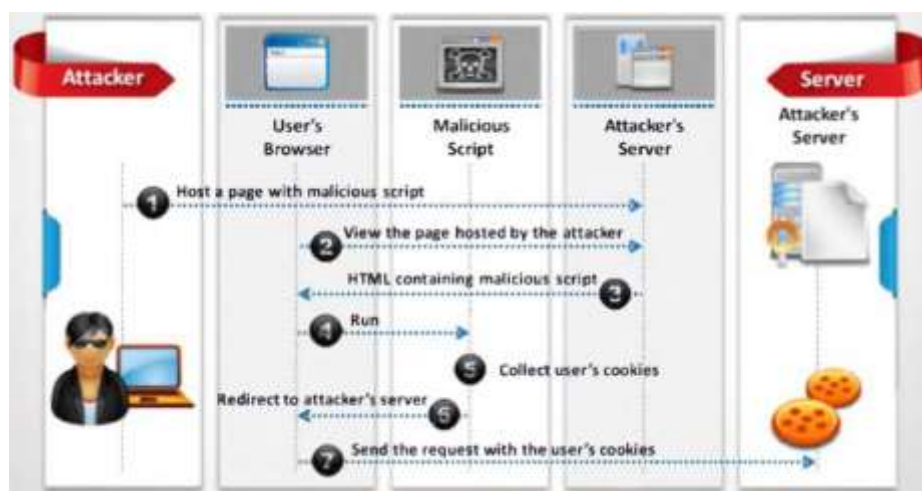 Attacker
Server
User's
Browser
Malicious
Script
Attacker's
Server
Attacker's
Server
1 Host a page with malicious script
2 View the page hosted by the attacker
HTML containing malicious script 3
4 Run
5 Collect user's cookies
Redirect to attacker's server 6
7 Send the request with the user's cookies